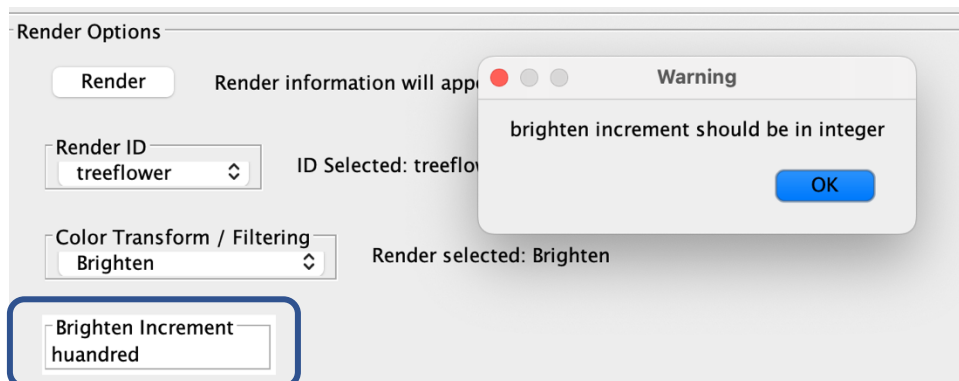 Render Options
Warning
Render
Render information will appe
brighten increment should be in integer
Render ID
treeflower
ID Selected: treeflo
OK
Color Transform / Filtering
Brighten
Render selected: Brighten
Brighten Increment
huandred